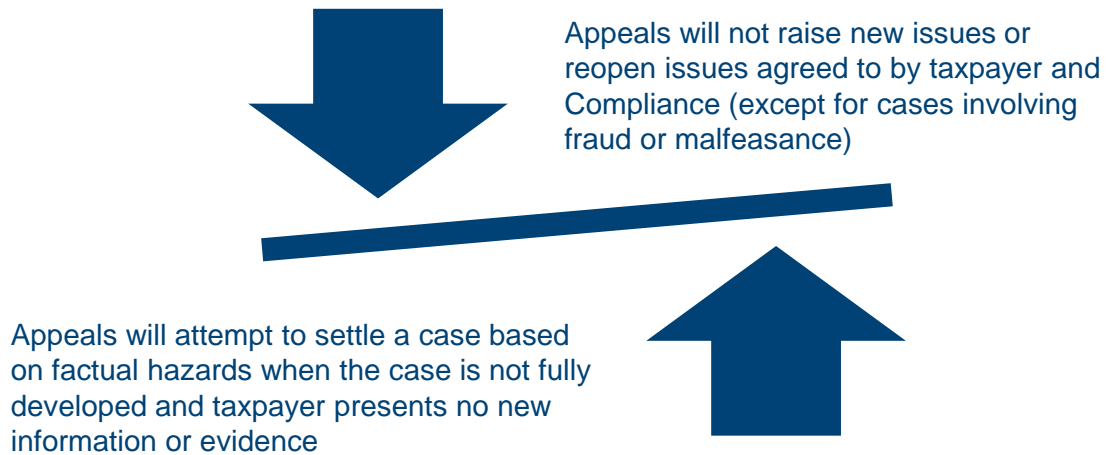 Appeals will not raise new issues or
reopen issues agreed to by taxpayer and
Compliance (except for cases involving
fraud or malfeasance)
Appeals will attempt to settle a case based
on factual hazards when the case is not fully
developed and taxpayer presents no new
information or evidence